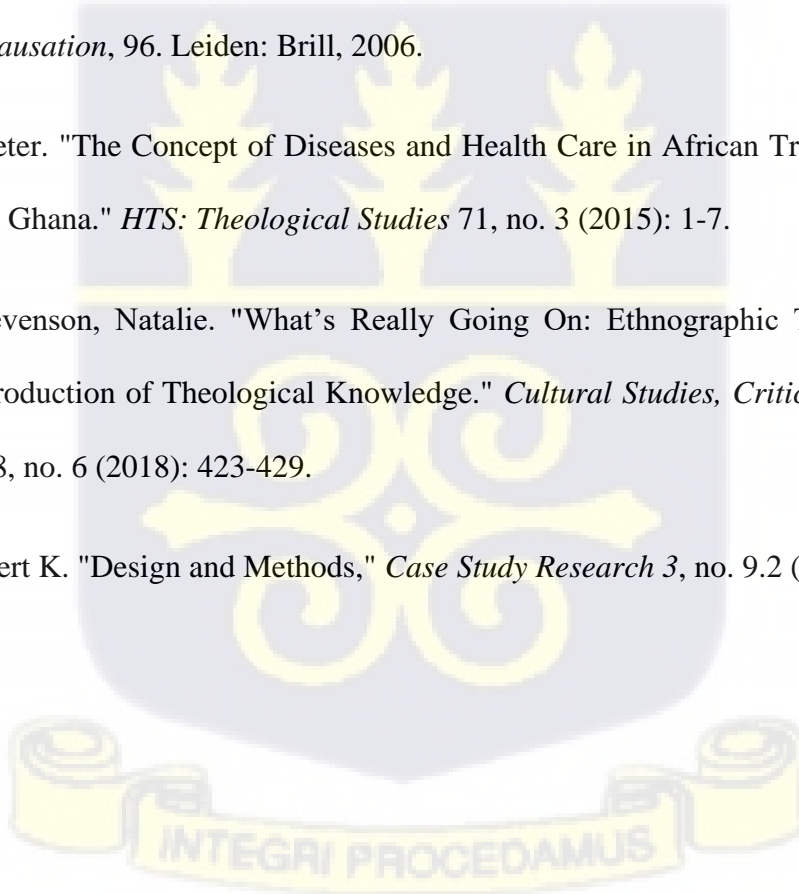 ausation, 96. Leiden: Brill, 2006.
eter. "The Concept of Diseases and Health Care in African Tr
Ghana." HTS: Theological Studies 71, no. 3 (2015): 1-7.
evenson, Natalie. "What’s Really Going On: Ethnographic T
roduction of Theological Knowledge." Cultural Studies, Critic
8, no. 6 (2018): 423-429.
ert K. "Design and Methods," Case Study Research 3, no. 9.2 (
INTEGRI PROCEDAMUS